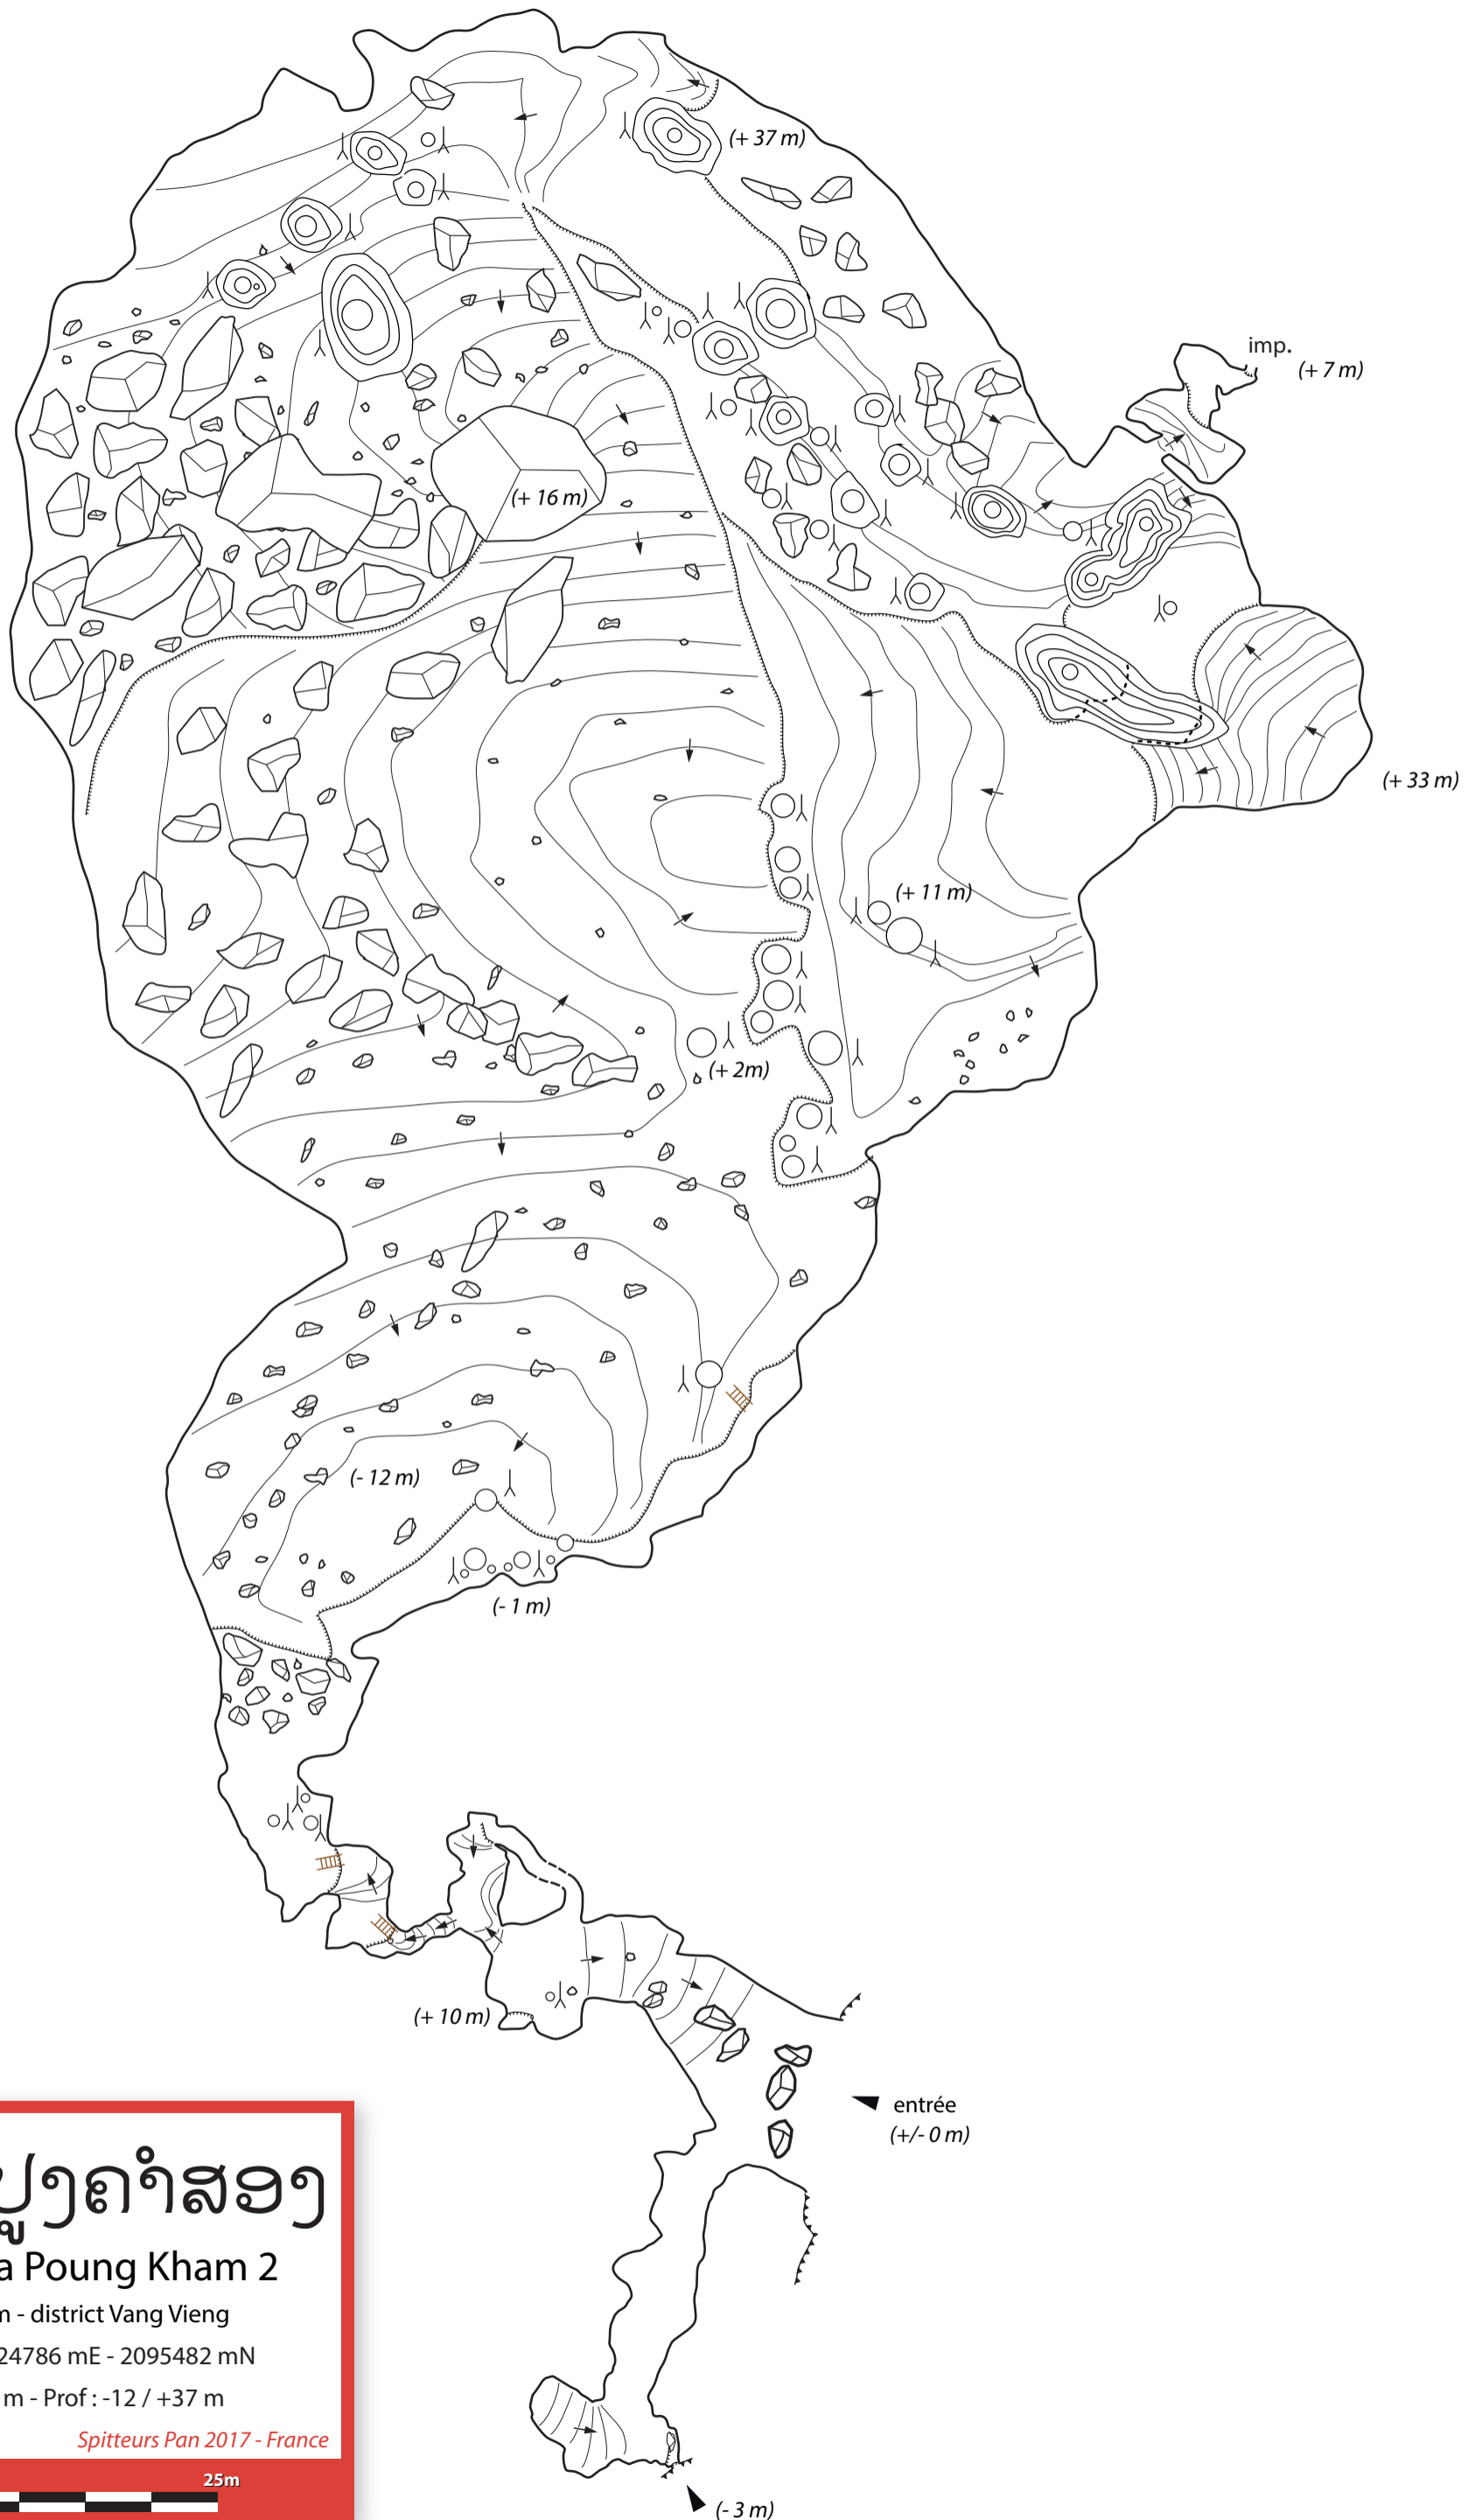 (+ 37 m)
imp.
(+ 7 m)
(+ 16 m)
(+ 33 m)
(+ 11 m)
(+ 2m)
(- 12 m)
(- 1 m)
(+ 10 m)
entrée
(+/- 0 m)
ປູງຄຳສອງ
a Poung Kham 2
m - district Vang Vieng
24786 mE - 2095482 mN
m - Prof : -12 / +37 m
Spitteurs Pan 2017 - France
25m
(- 3 m)